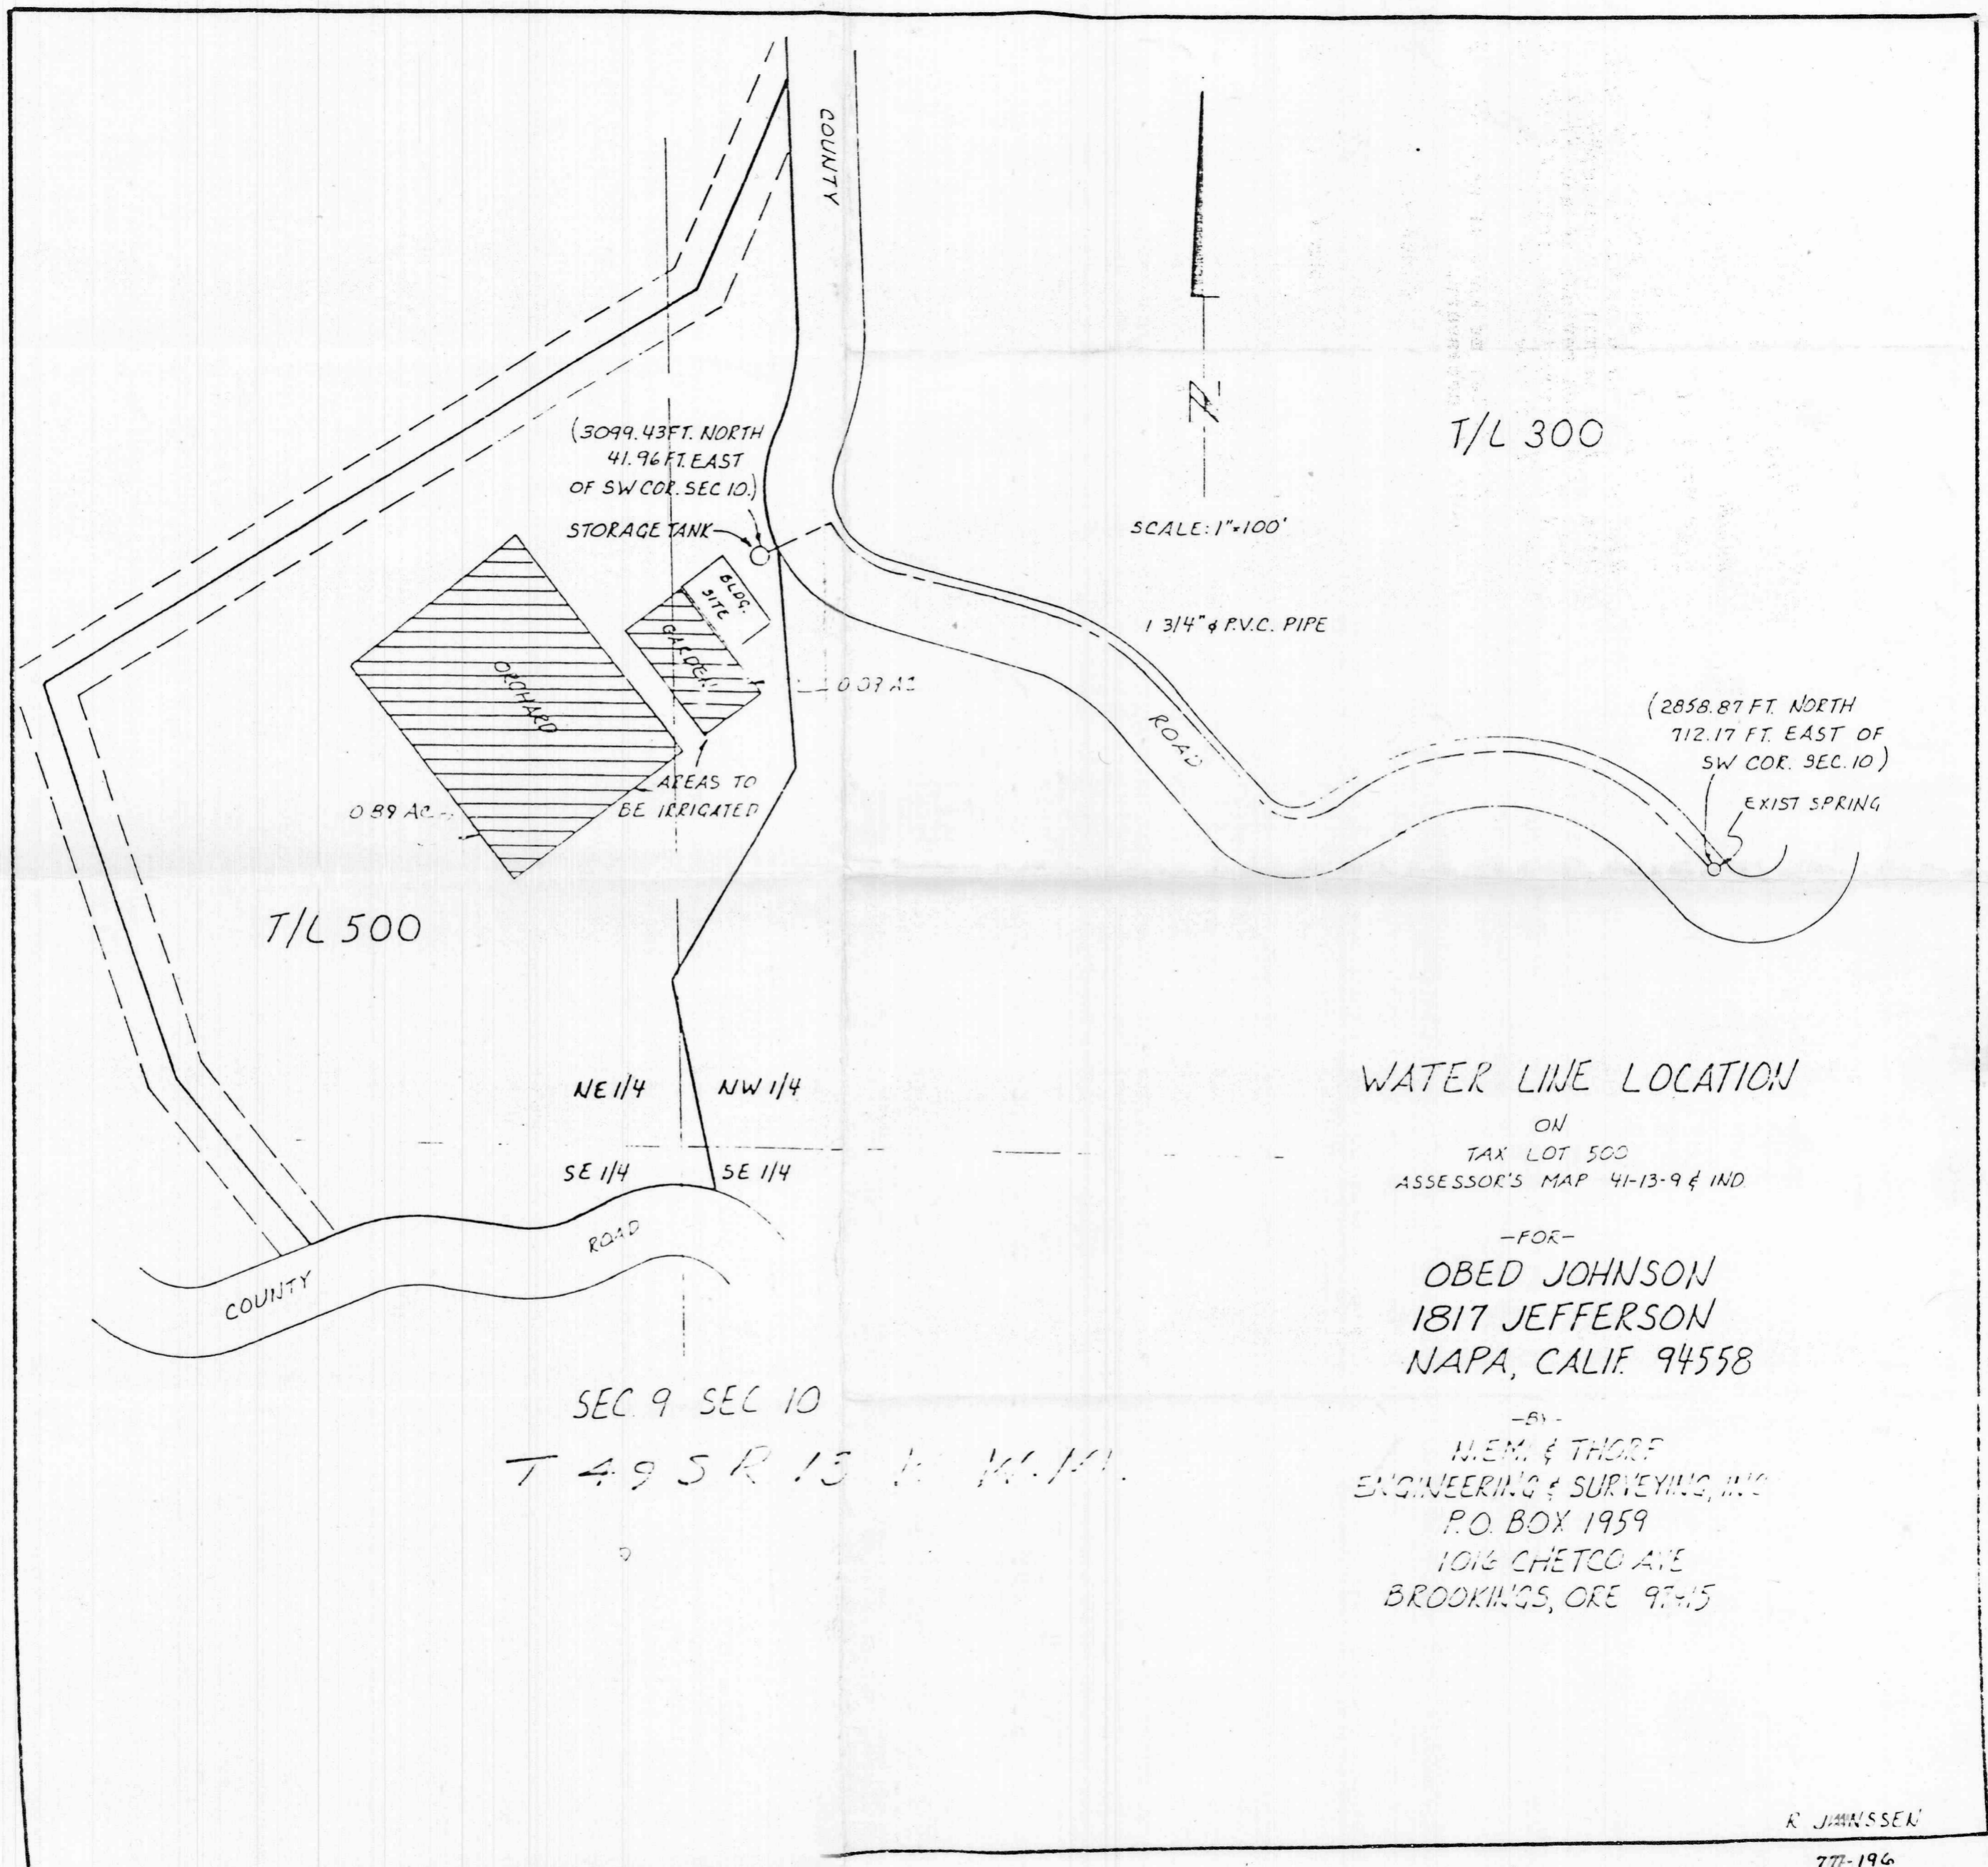 COUNTY
(3099.43 FT. NORTH
41.96 FT. EAST
OF SW COR. SEC 10.)
STORAGE TANK
BLDG.
SITE
GARDEN
ORCHARD
AREAS TO
BE IRRIGATED
T/L 300
SCALE: 1"=100'
1 3/4" φ P.V.C. PIPE
ROAD
(2858.87 FT. NORTH
712.17 FT. EAST OF
SW COR. SEC. 10)
EXIST SPRING
T/L 500
NE 1/4 NW 1/4
SE 1/4 SE 1/4
ROAD
COUNTY
SEC. 9 SEC 10
WATER LINE LOCATION
ON
TAX LOT 500
ASSESSOR'S MAP 41-13-9 & IND.
-FOR-
OBED JOHNSON
1817 JEFFERSON
NAPA, CALIF. 94558
-BY-
& THORP
ENGINEERING & SURVEYING, INC
P.O. BOX 1959
1016 CHETCO AVE
BROOKINGS, ORE
R JANSSEN